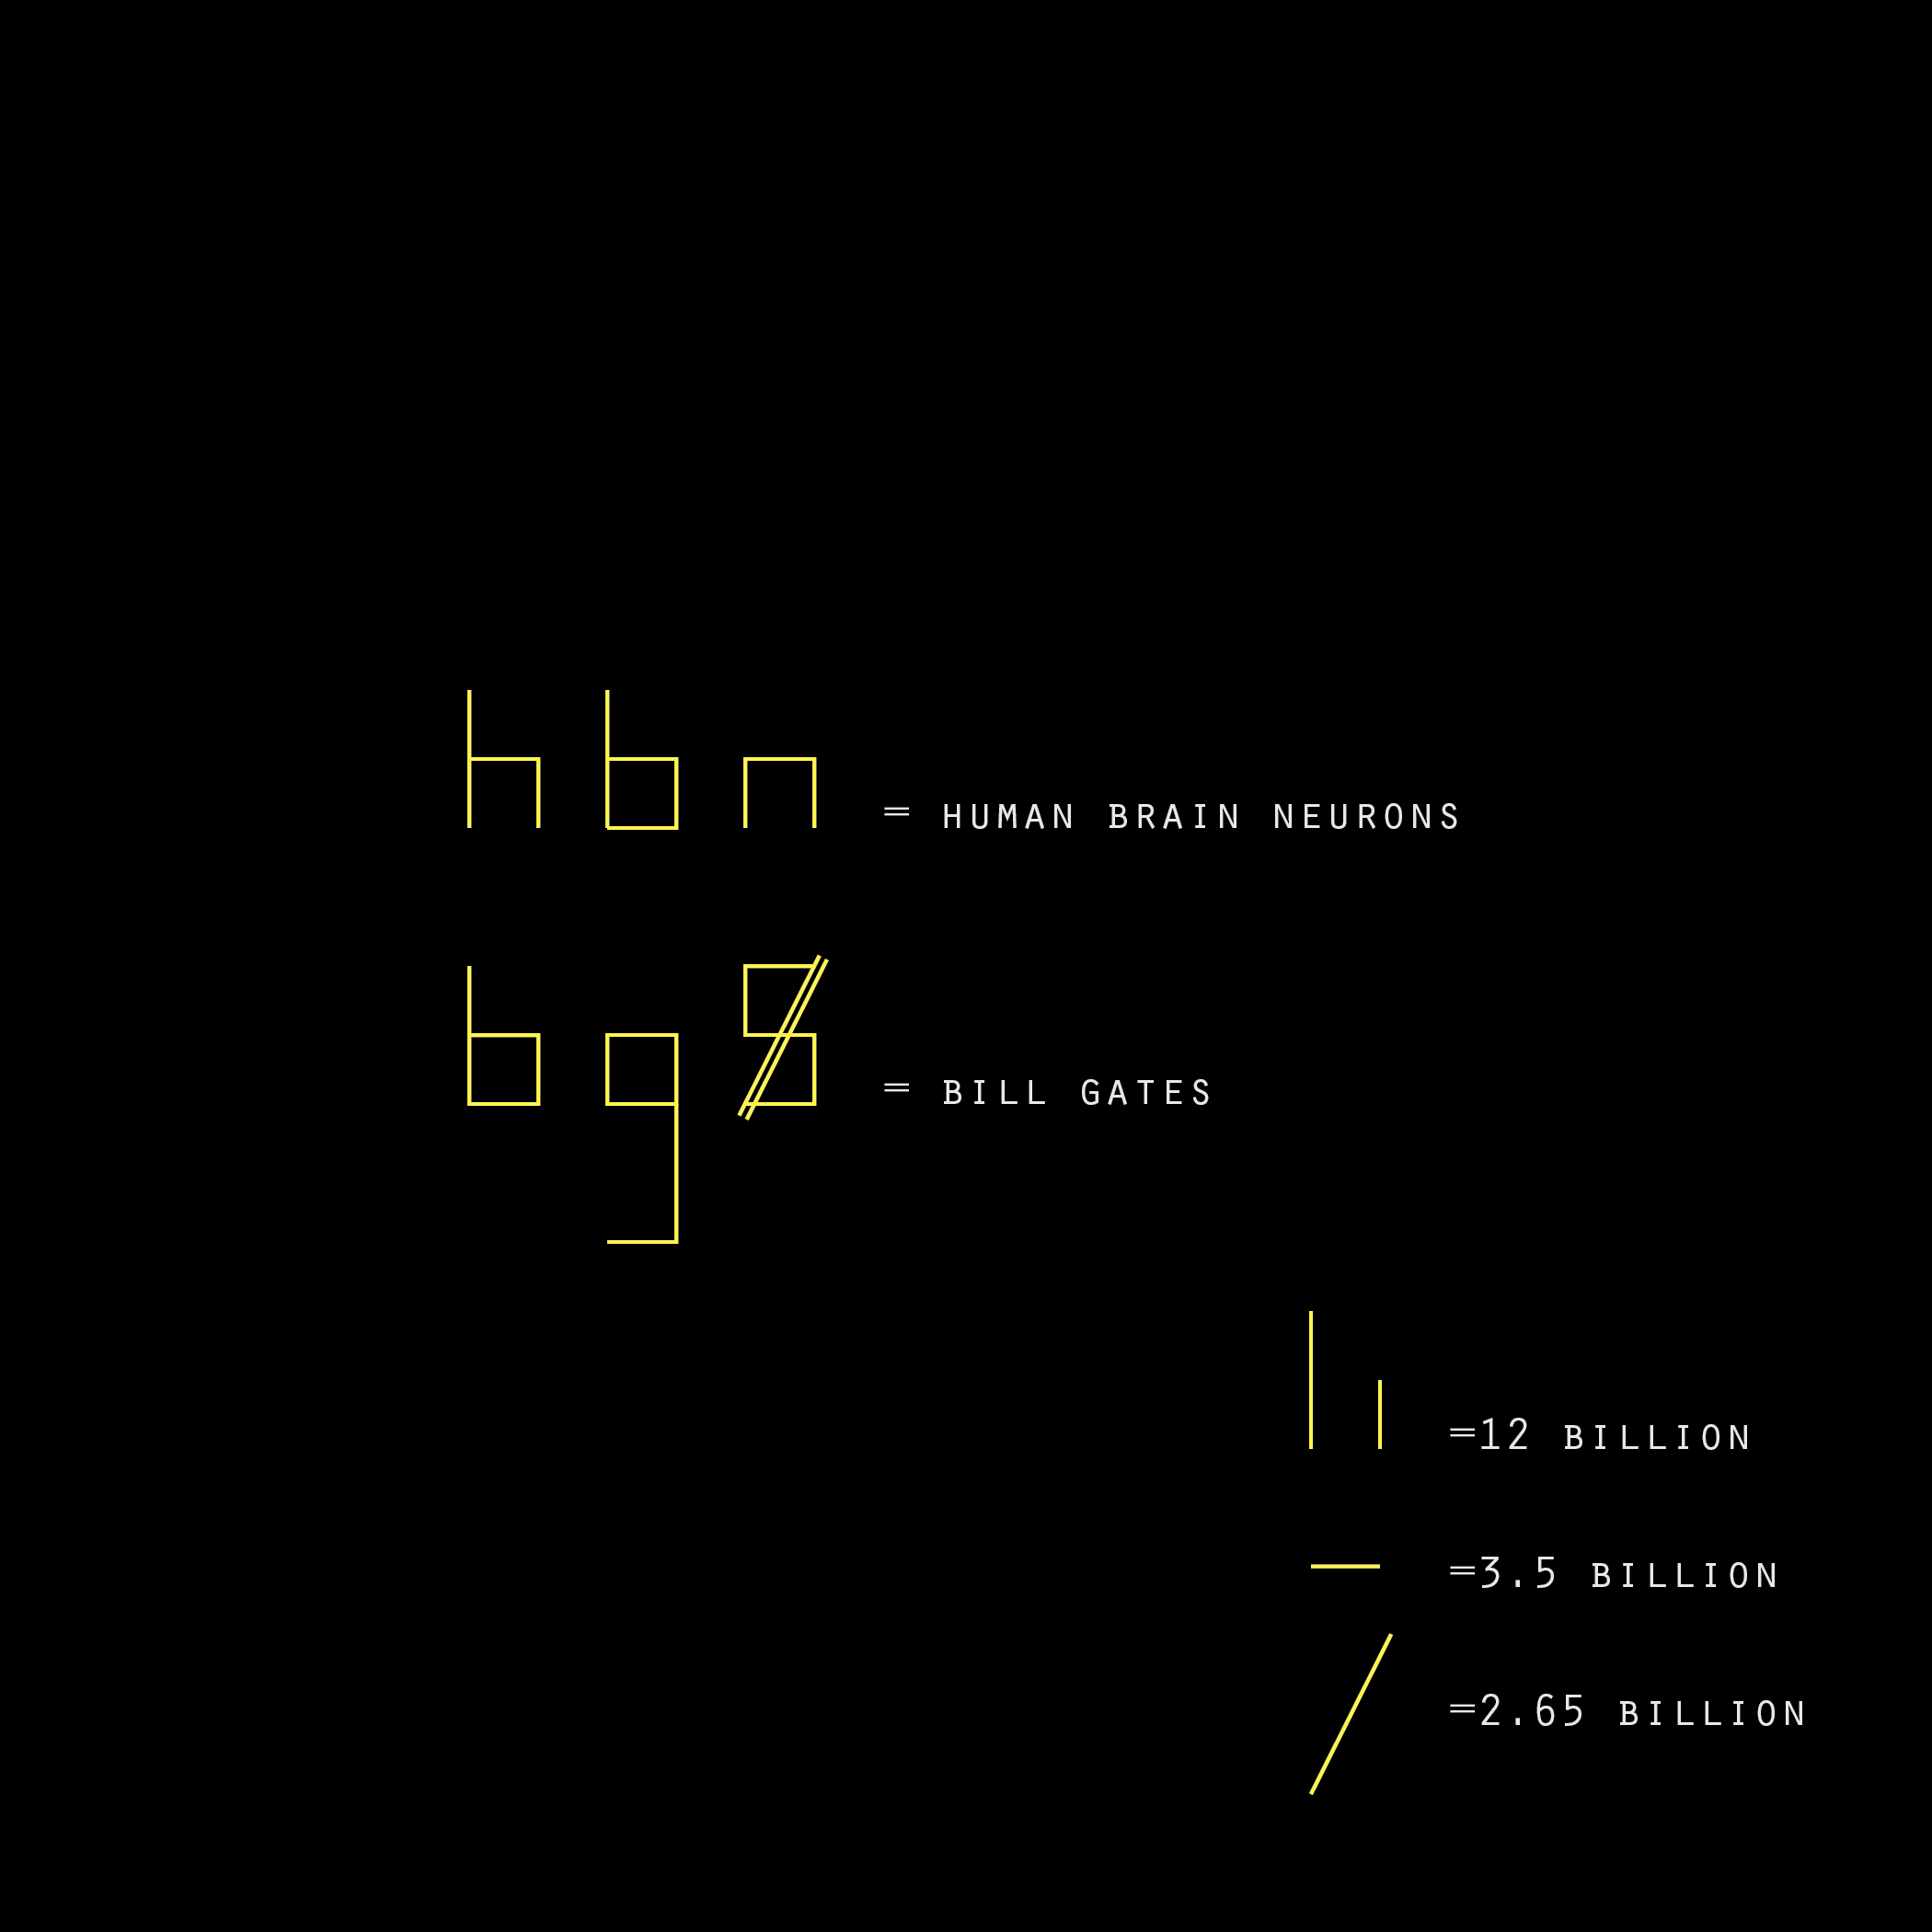 hbn = HUMAN BRAIN NEURONS
bg$ = BILL GATES
=12 BILLION
=3.5 BILLION
=2.65 BILLION